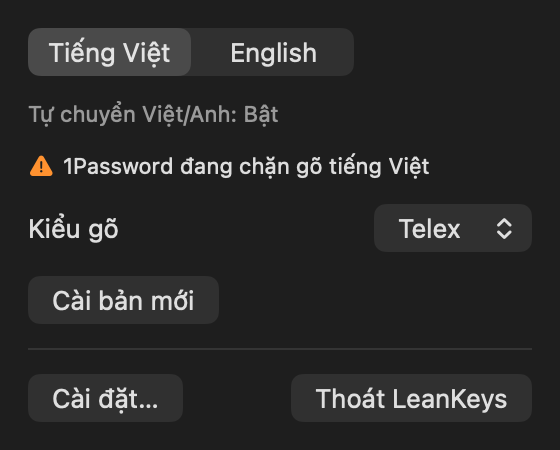 Tiếng Việt English
Tự chuyển Việt/Anh: Bật
1Password đang chặn gõ tiếng Việt
Kiểu gõ Telex
Cài bản mới
Cài đặt... Thoát LeanKeys